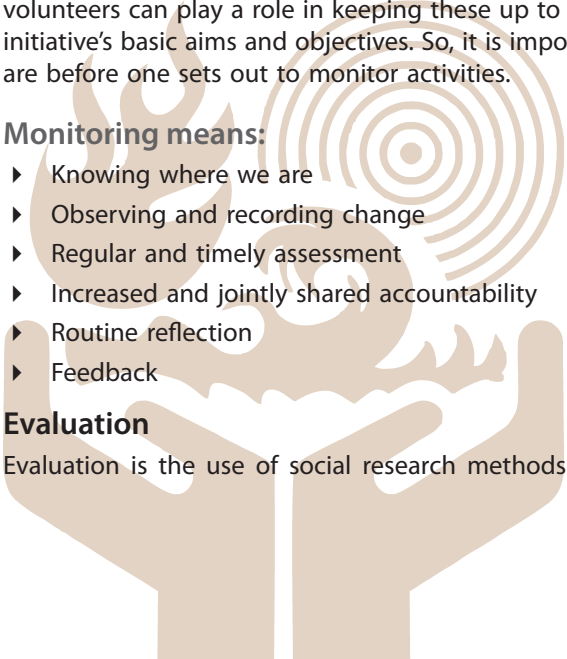 volunteers can play a role in keeping these up to
initiative's basic aims and objectives. So, it is impo
are before one sets out to monitor activities.
Monitoring means:
Knowing where we are
Observing and recording change
Regular and timely assessment
Increased and jointly shared accountability
Routine reflection
Feedback
Evaluation
Evaluation is the use of social research methods